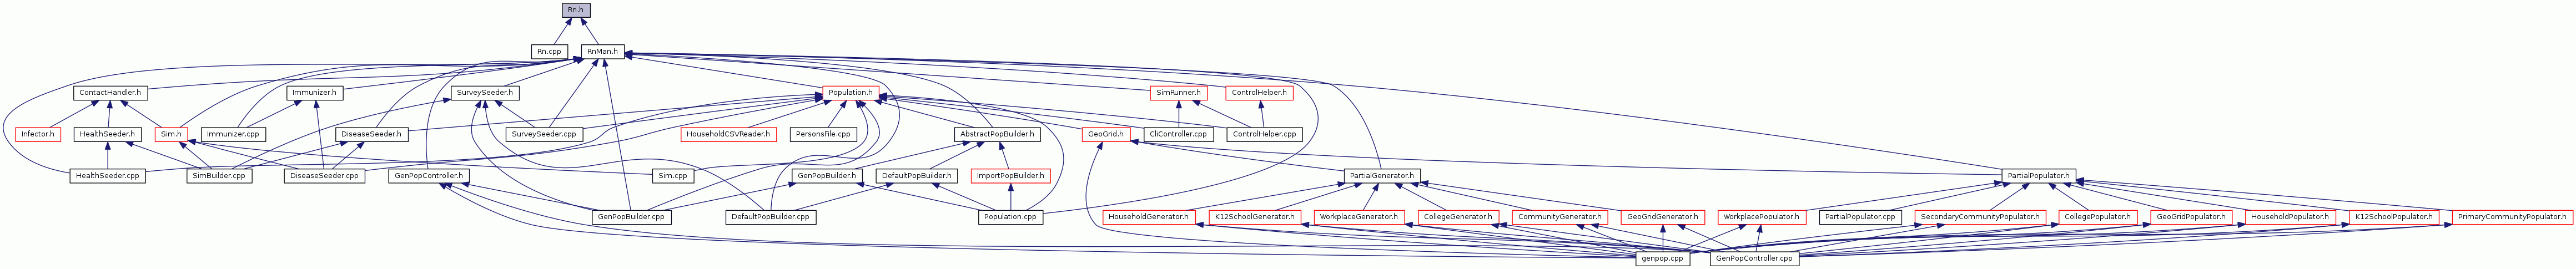 Rn.h
Rn.cpp
RnMan.h
ContactHandler.h
Immunizer.h
SurveySeeder.h
Population.h
SimRunner.h
ControlHelper.h
Infector.h
HealthSeeder.h
Sim.h
Immunizer.cpp
DiseaseSeeder.h
SurveySeeder.cpp
HouseholdCSVReader.h
PersonsFile.cpp
AbstractPopBuilder.h
GeoGrid.h
CliController.cpp
ControlHelper.cpp
HealthSeeder.cpp
SimBuilder.cpp
DiseaseSeeder.cpp
GenPopController.h
Sim.cpp
GenPopBuilder.h
DefaultPopBuilder.h
ImportPopBuilder.h
PartialGenerator.h
PartialPopulator.h
GenPopBuilder.cpp
DefaultPopBuilder.cpp
Population.cpp
HouseholdGenerator.h
K12SchoolGenerator.h
WorkplaceGenerator.h
CollegeGenerator.h
CommunityGenerator.h
GeoGridGenerator.h
WorkplacePopulator.h
PartialPopulator.cpp
SecondaryCommunityPopulator.h
CollegePopulator.h
GeoGridPopulator.h
HouseholdPopulator.h
K12SchoolPopulator.h
PrimaryCommunityPopulator.h
genpop.cpp
GenPopController.cpp